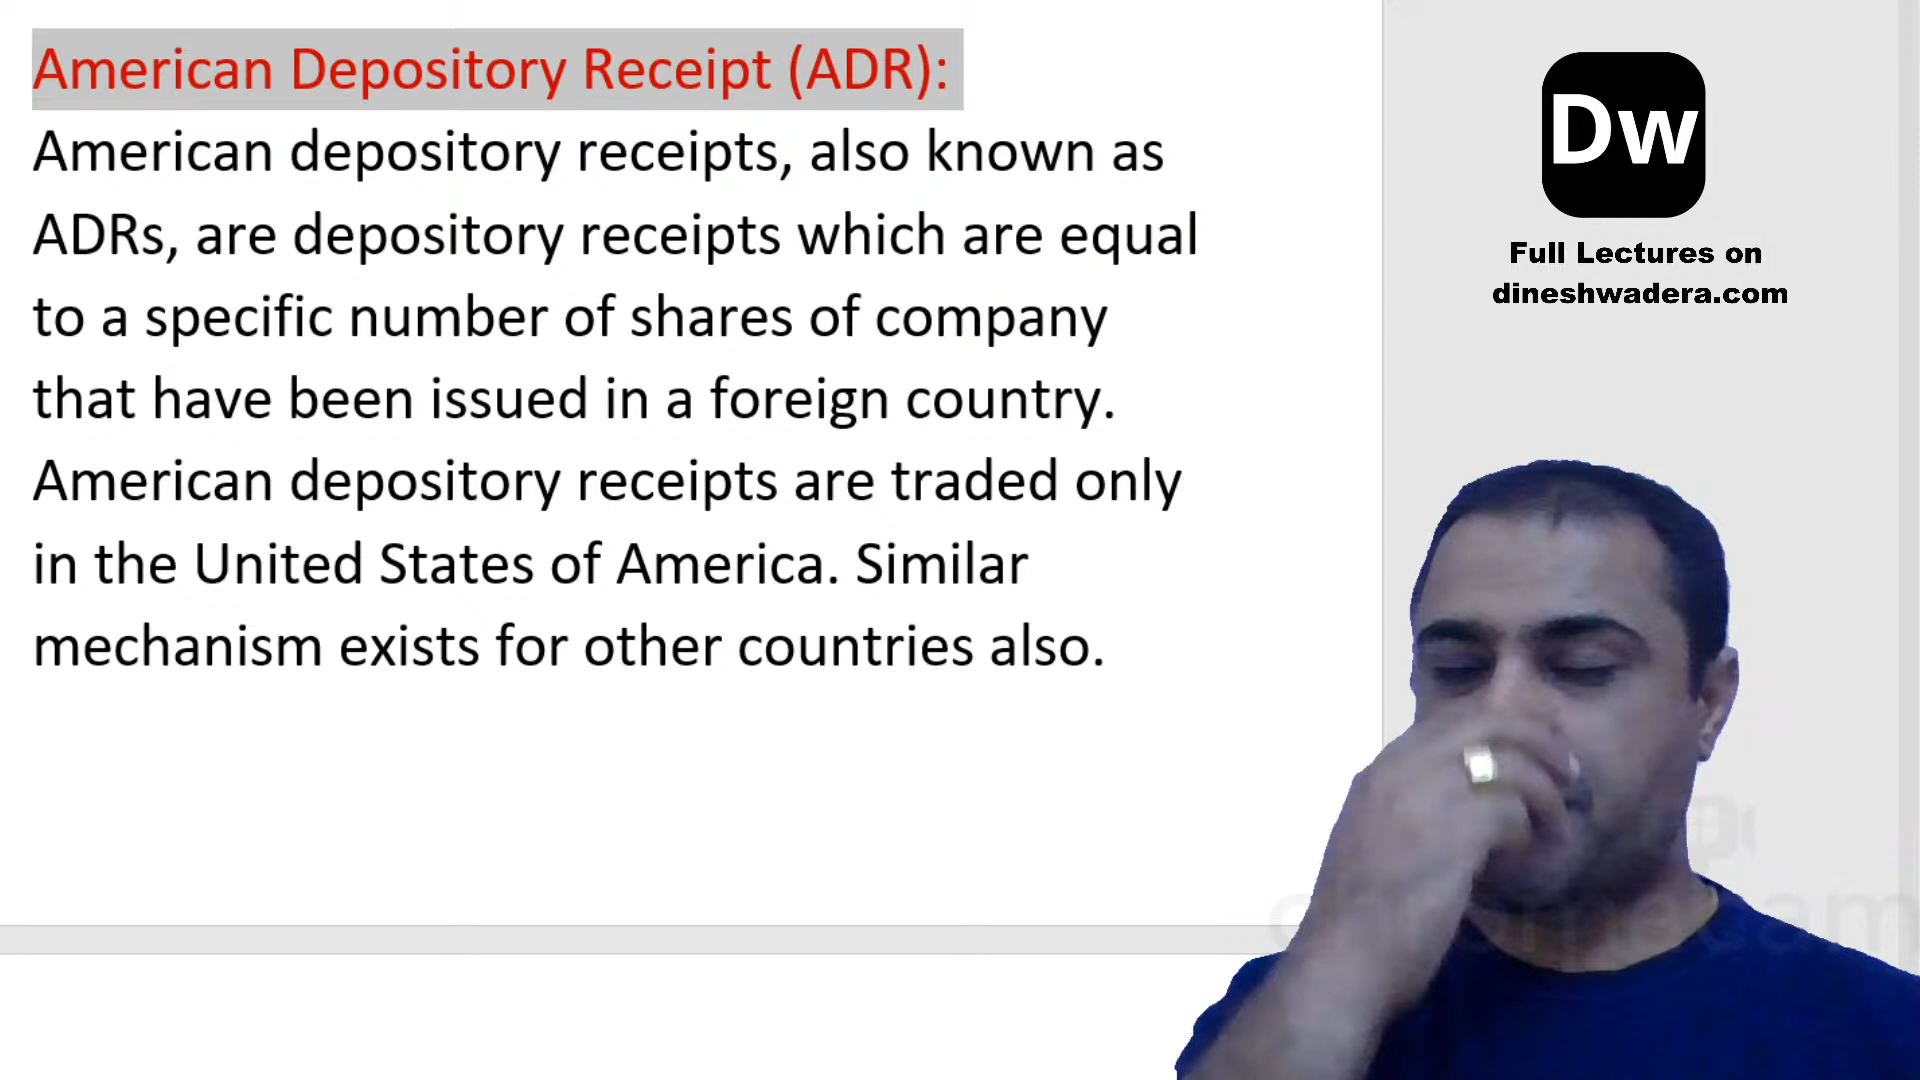 American Depository Receipt (ADR):
American depository receipts, also known as
ADRs, are depository receipts which are equal
to a specific number of shares of company
that have been issued in a foreign country.
American depository receipts are traded only
in the United States of America. Similar
mechanism exists for other countries also.
Dw
Full Lectures on
dineshwadera.com